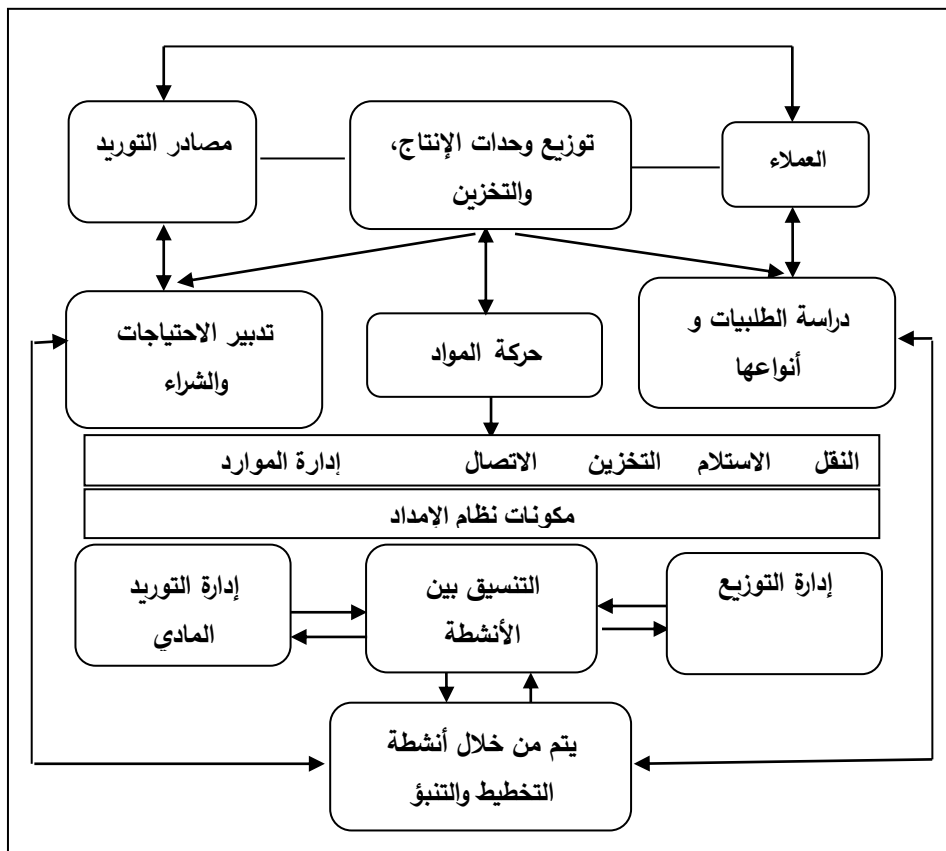 العملاء
توزيع وحدات الإنتاج،
والتخزين
مصادر التوريد
دراسة الطلبيات و
أنواعها
حركة المواد
تدبير الاحتياجات
والشراء
النقل الاستلام التخزين الاتصال إدارة الموارد
مكونات نظام الإمداد
إدارة التوزيع
التنسيق بين
الأنشطة
إدارة التوريد
المادي
يتم من خلال أنشطة
التخطيط والتنبؤ